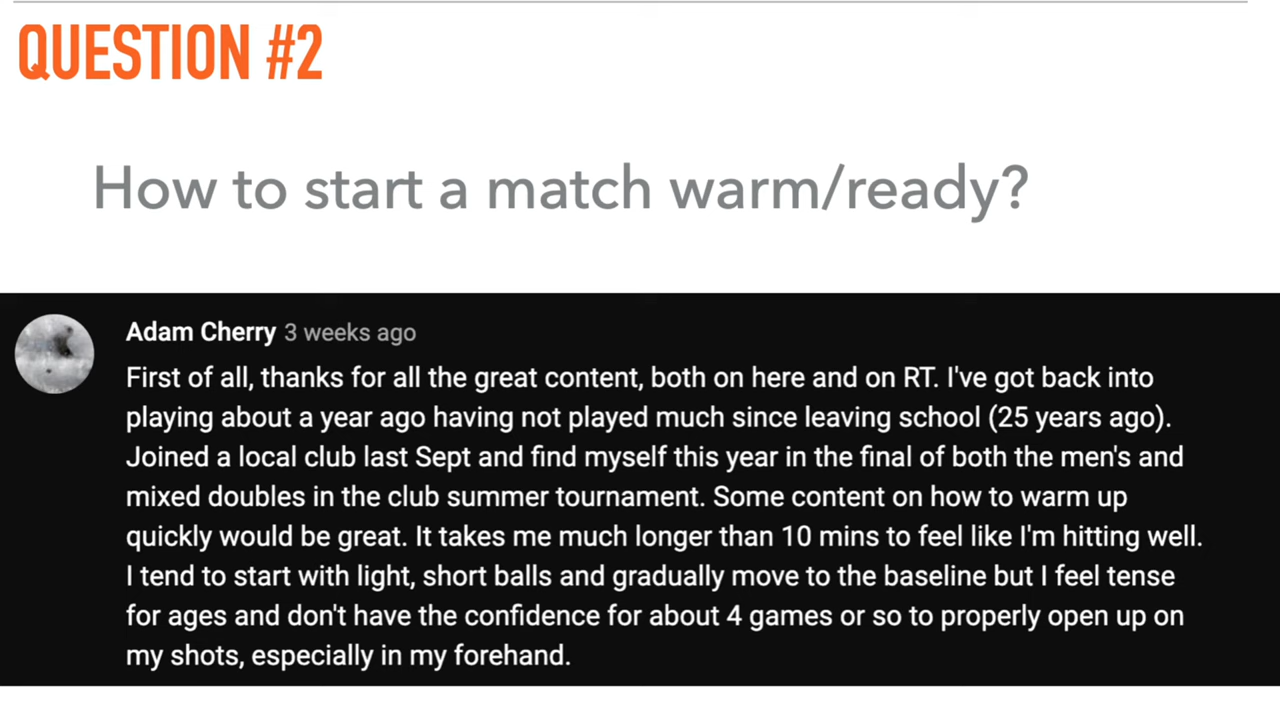 QUESTION #2
How to start a match warm/ready?
Adam Cherry 3 weeks ago
First of all, thanks for all the great content, both on here and on RT. I've got back into
playing about a year ago having not played much since leaving school (25 years ago).
Joined a local club last Sept and find myself this year in the final of both the men's and
mixed doubles in the club summer tournament. Some content on how to warm up
quickly would be great. It takes me much longer than 10 mins to feel like I'm hitting well.
I tend to start with light, short balls and gradually move to the baseline but I feel tense
for ages and don't have the confidence for about 4 games or so to properly open up on
my shots, especially in my forehand.